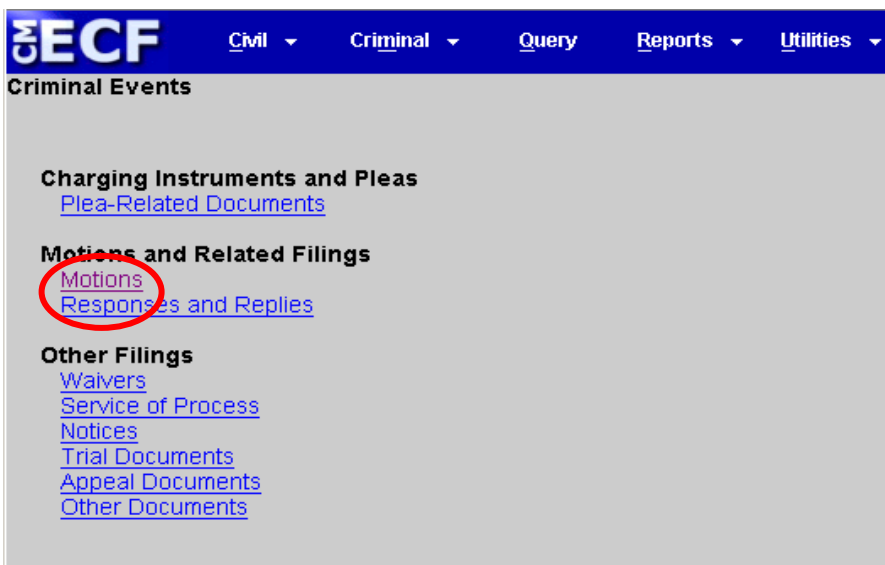 CM ECF Civil Criminal Query Reports Utilities
Criminal Events
Charging Instruments and Pleas
Plea-Related Documents
Motions and Related Filings
Motions
Responses and Replies
Other Filings
Waivers
Service of Process
Notices
Trial Documents
Appeal Documents
Other Documents